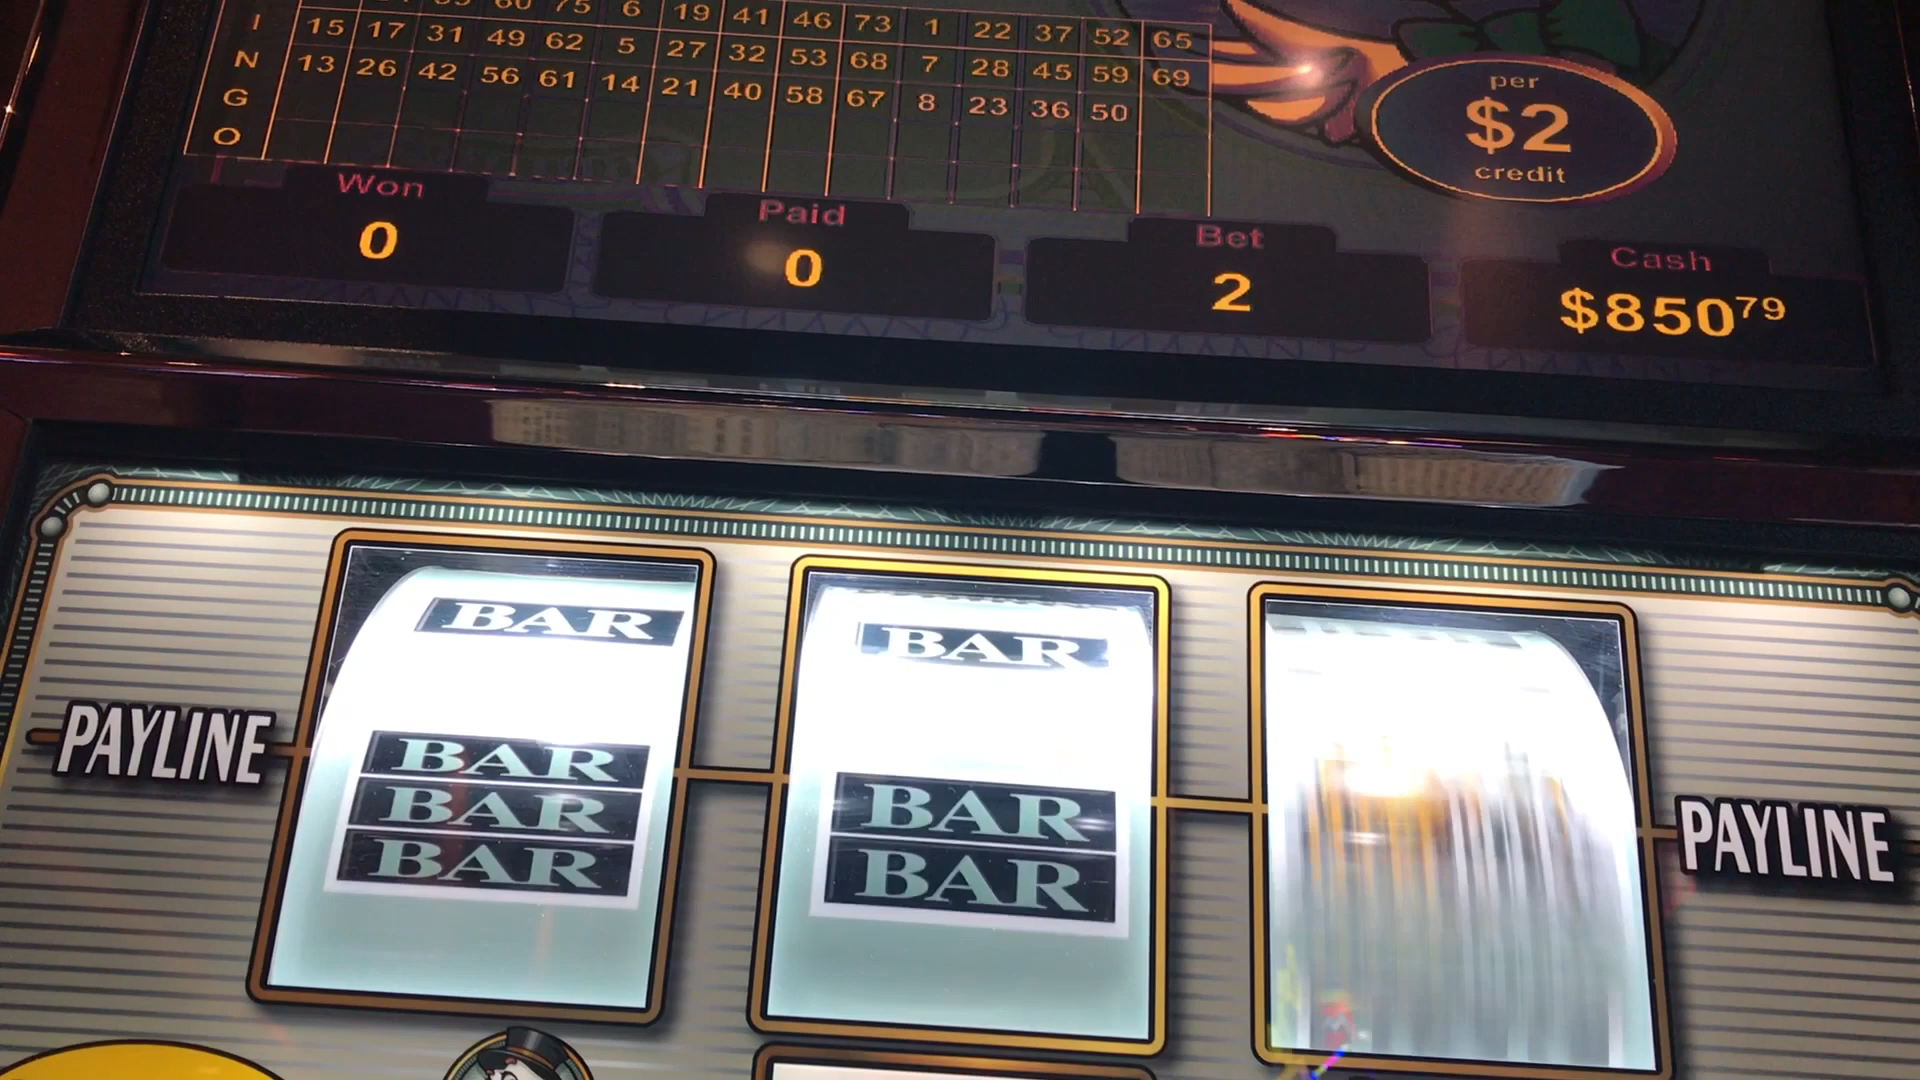 60 75 6 19 41 46 73 1 22 37 52 65
I 15 17 31 49 62 5 27 32 53 68 7 28 45 59 69
N 13 26 42 56 61 14 21 40 58 67 8 23 36 50
G
O
per
$2
credit
Won Paid Bet Cash
0 0 2 $850 79
BAR BAR
PAYLINE BAR BAR PAYLINE
BAR BAR
BAR